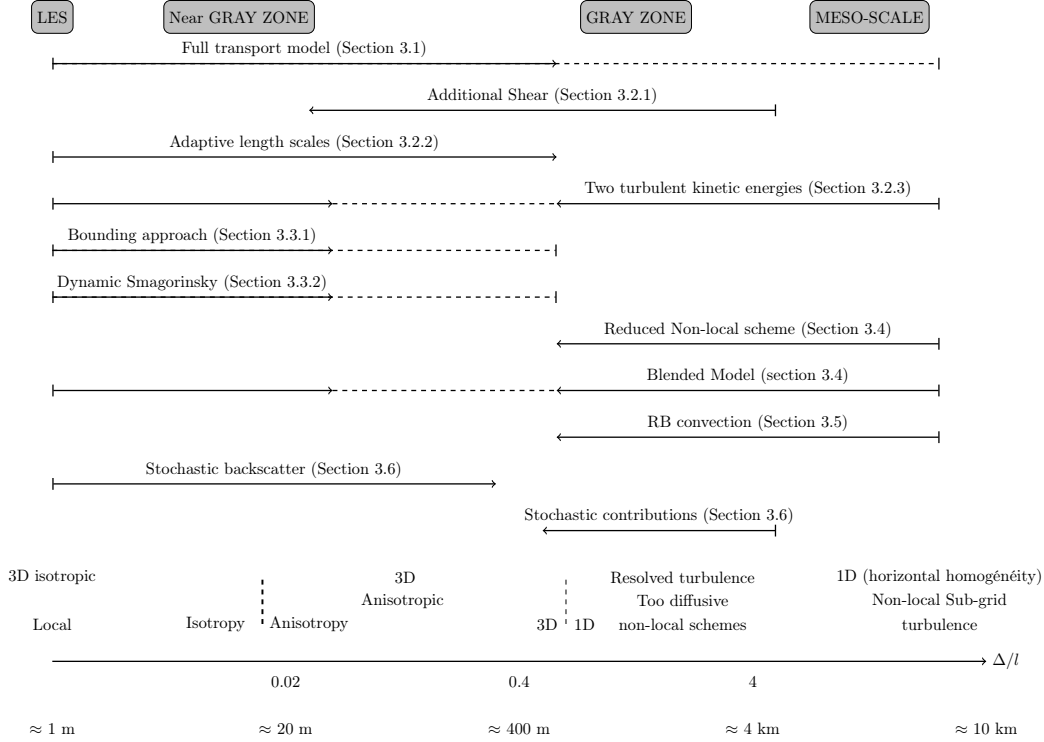 LES Near GRAY ZONE GRAY ZONE MESO-SCALE
Full transport model (Section 3.1)
Additional Shear (Section 3.2.1)
Adaptive length scales (Section 3.2.2)
Two turbulent kinetic energies (Section 3.2.3)
Bounding approach (Section 3.3.1)
Dynamic Smagorinsky (Section 3.3.2)
Reduced Non-local scheme (Section 3.4)
Blended Model (section 3.4)
RB convection (Section 3.5)
Stochastic backscatter (Section 3.6)
Stochastic contributions (Section 3.6)
3D isotropic 3D Resolved turbulence 1D (horizontal homogénéity)
Anisotropic Too diffusive Non-local Sub-grid
Local Isotropy Anisotropy 3D 1D non-local schemes turbulence
Δ/l
0.02 0.4 4
≈ 1 m ≈ 20 m ≈ 400 m ≈ 4 km ≈ 10 km